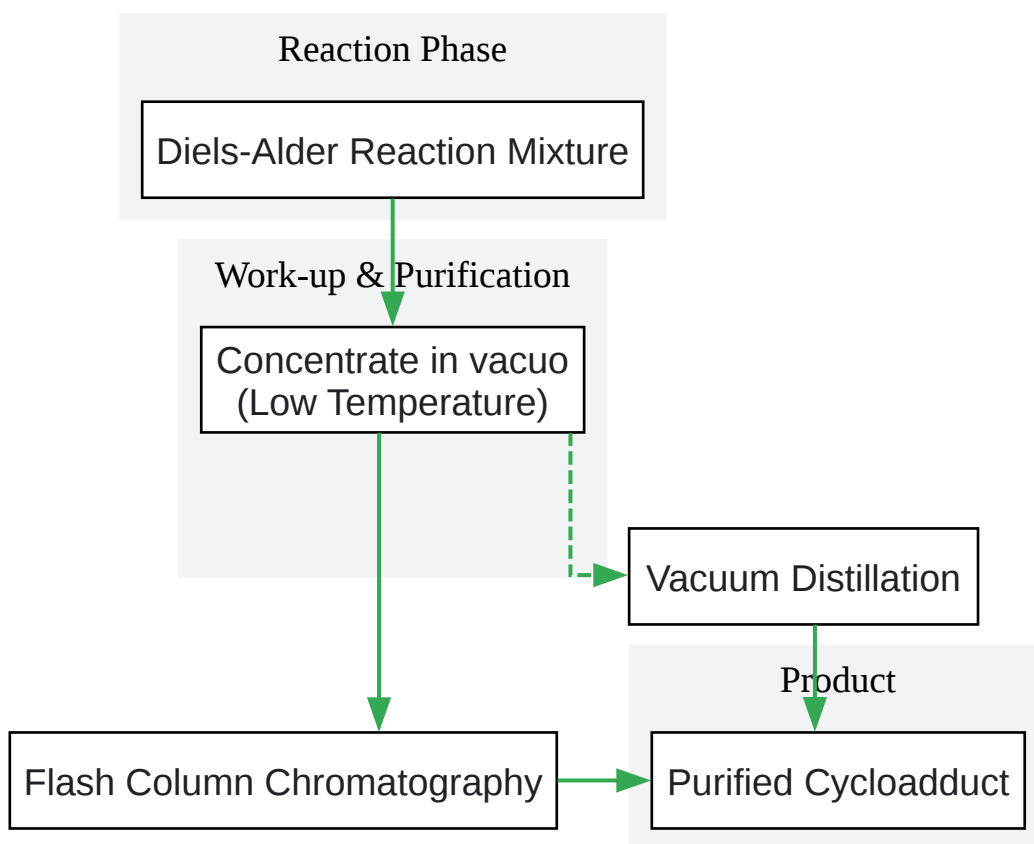 Reaction Phase
Diels-Alder Reaction Mixture
Work-up & Purification
Concentrate in vacuo
(Low Temperature)
Vacuum Distillation
Product
Flash Column Chromatography
Purified Cycloadduct